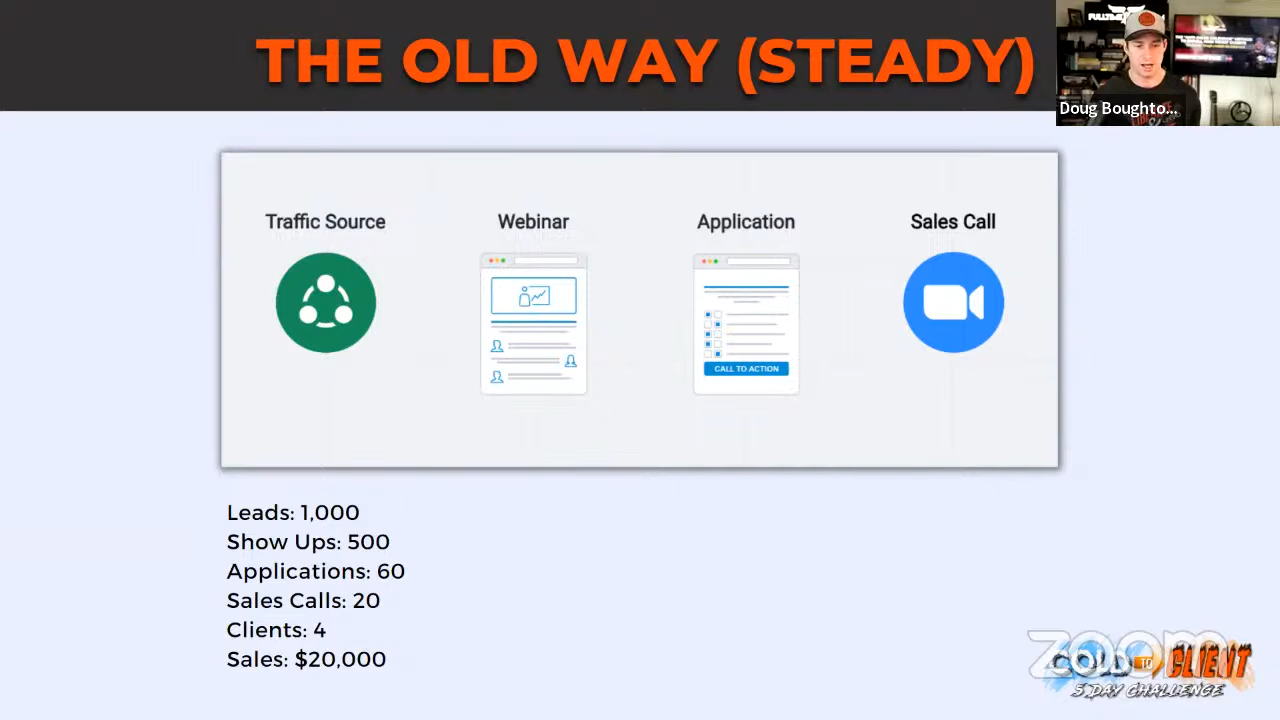 THE OLD WAY (STEADY)
Doug Boughto...
Traffic Source
Webinar
Application
Sales Call
CALL TO ACTION
Leads: 1,000
Show Ups: 500
Applications: 60
Sales Calls: 20
Clients: 4
Sales: $20,000
zoom
COLD TO CLIENT
5 DAY CHALLENGE